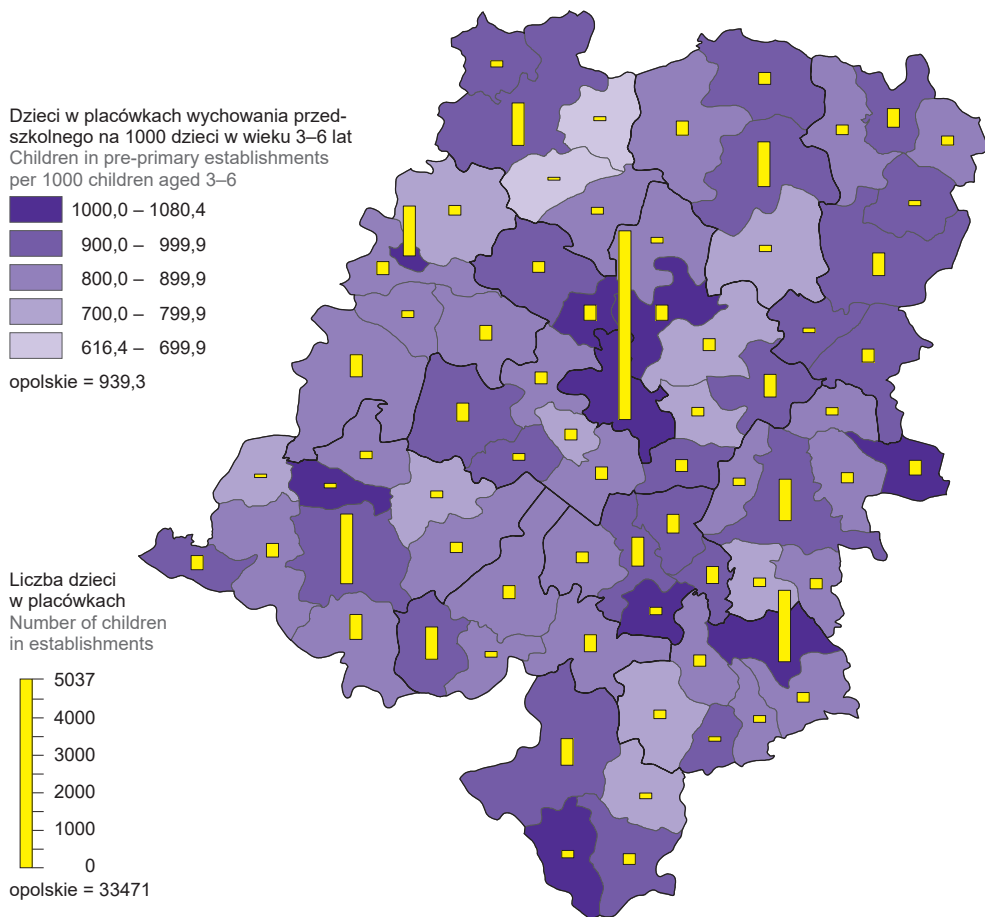 Dzieci w placówkach wychowania przed-
szkolnego na 1000 dzieci w wieku 3–6 lat
Children in pre-primary establishments
per 1000 children aged 3–6
1000,0 – 1080,4
900,0 – 999,9
800,0 – 899,9
700,0 – 799,9
616,4 – 699,9
opolskie = 939,3
Liczba dzieci
w placówkach
Number of children
in establishments
5037
4000
3000
2000
1000
0
opolskie = 33471